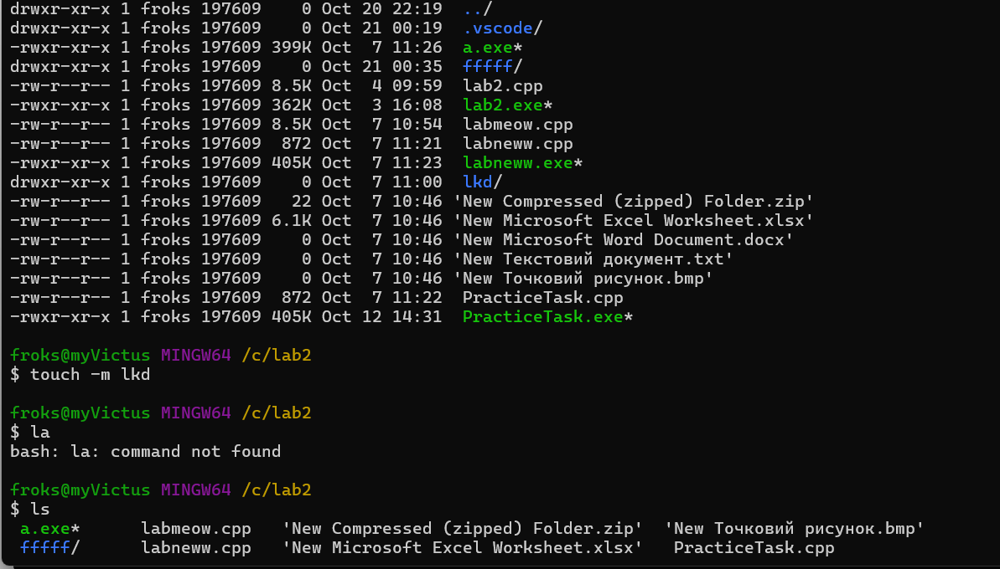 drwxr-xr-x 1 froks 197609    0 Oct 20 22:19  ../
drwxr-xr-x 1 froks 197609    0 Oct 21 00:19  .vscode/
-rwxr-xr-x 1 froks 197609 399K Oct  7 11:26  a.exe*
drwxr-xr-x 1 froks 197609    0 Oct 21 00:35  fffff/
-rw-r--r-- 1 froks 197609 8.5K Oct  4 09:59  lab2.cpp
-rwxr-xr-x 1 froks 197609 362K Oct  3 16:08  lab2.exe*
-rw-r--r-- 1 froks 197609 8.5K Oct  7 10:54  labmeow.cpp
-rw-r--r-- 1 froks 197609  872 Oct  7 11:21  labneww.cpp
-rwxr-xr-x 1 froks 197609 405K Oct  7 11:23  labneww.exe*
drwxr-xr-x 1 froks 197609    0 Oct  7 11:00  lkd/
-rw-r--r-- 1 froks 197609   22 Oct  7 10:46 'New Compressed (zipped) Folder.zip'
-rw-r--r-- 1 froks 197609 6.1K Oct  7 10:46 'New Microsoft Excel Worksheet.xlsx'
-rw-r--r-- 1 froks 197609    0 Oct  7 10:46 'New Microsoft Word Document.docx'
-rw-r--r-- 1 froks 197609    0 Oct  7 10:46 'New Текстовий документ.txt'
-rw-r--r-- 1 froks 197609    0 Oct  7 10:46 'New Точковий рисунок.bmp'
-rw-r--r-- 1 froks 197609  872 Oct  7 11:22  PracticeTask.cpp
-rwxr-xr-x 1 froks 197609 405K Oct 12 14:31  PracticeTask.exe*
froks@myVictus MINGW64 /c/lab2
$ touch -m lkd
froks@myVictus MINGW64 /c/lab2
$ la
bash: la: command not found
froks@myVictus MINGW64 /c/lab2
$ ls
a.exe*      labmeow.cpp   'New Compressed (zipped) Folder.zip'  'New Точковий рисунок.bmp'
fffff/      labneww.cpp   'New Microsoft Excel Worksheet.xlsx'   PracticeTask.cpp